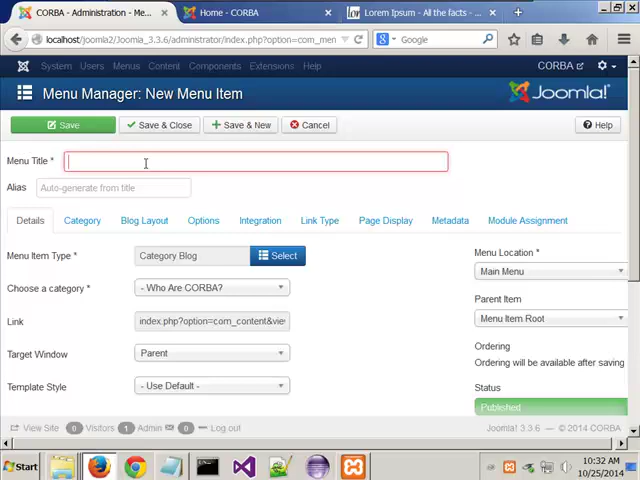 CORBA - Administration - Me...
Home - CORBA
Lorem Ipsum - All the facts - ...
localhost/joomla2/Joomla_3.3.6/administrator/index.php?option=com_men
Google
System Users Menus Content Components Extensions Help
CORBA
Menu Manager: New Menu Item
Joomla!
Save
Save & Close
Save & New
Cancel
Help
Menu Title *
Alias
Auto-generate from title
Details Category Blog Layout Options Integration Link Type Page Display Metadata Module Assignment
Menu Item Type *
Category Blog
Select
Menu Location *
Main Menu
Choose a category *
- Who Are CORBA?
Parent Item
Menu Item Root
Link
index.php?option=com_content&vie
Ordering
Ordering will be available after saving
Target Window
Parent
Template Style
- Use Default -
Status
Published
View Site 0 Visitors 1 Admin 0 Log out
Joomla! 3.3.6 — © 2014 CORBA
Start
10:32 AM
10/25/2014